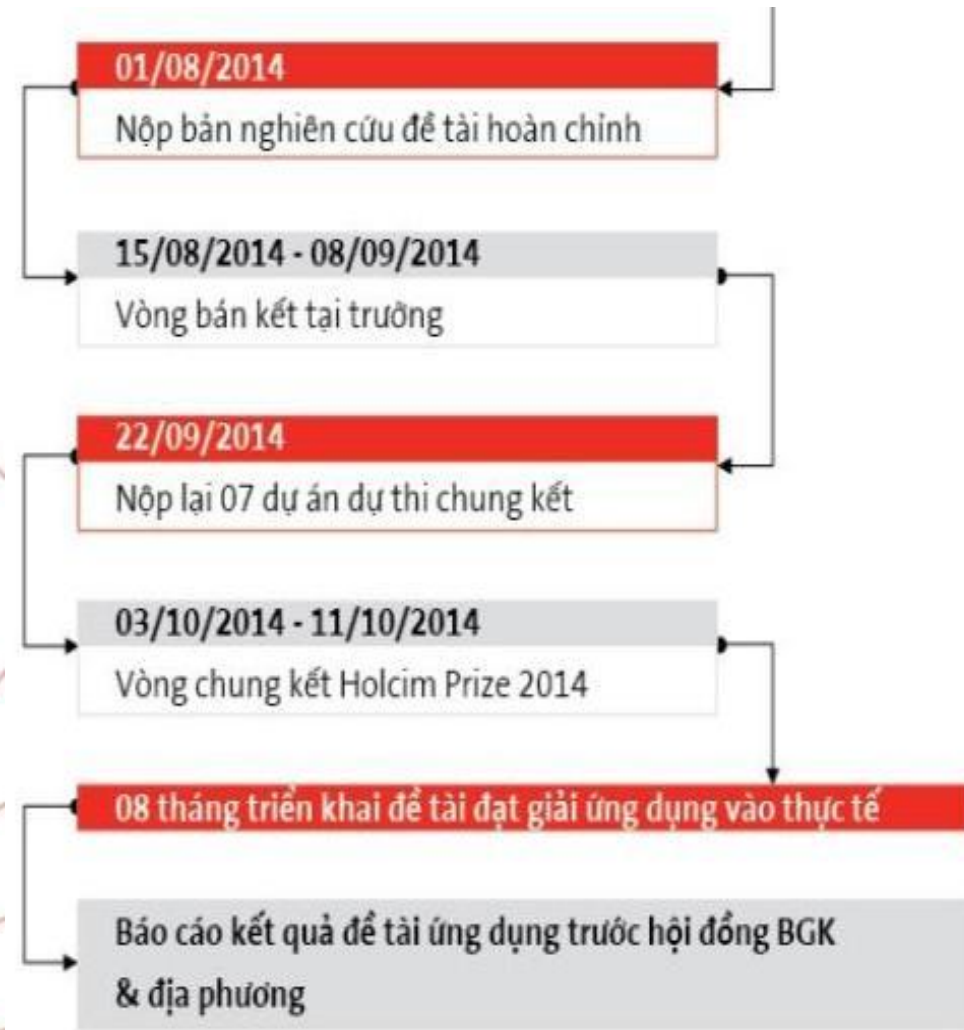 01/08/2014
Nộp bản nghiên cứu đề tài hoàn chỉnh
15/08/2014 - 08/09/2014
Vòng bán kết tại trường
22/09/2014
Nộp lại 07 dự án dự thi chung kết
03/10/2014 - 11/10/2014
Vòng chung kết Holcim Prize 2014
08 tháng triển khai đề tài đạt giải ứng dụng vào thực tế
Báo cáo kết quả đề tài ứng dụng trước hội đồng BGK
& địa phương